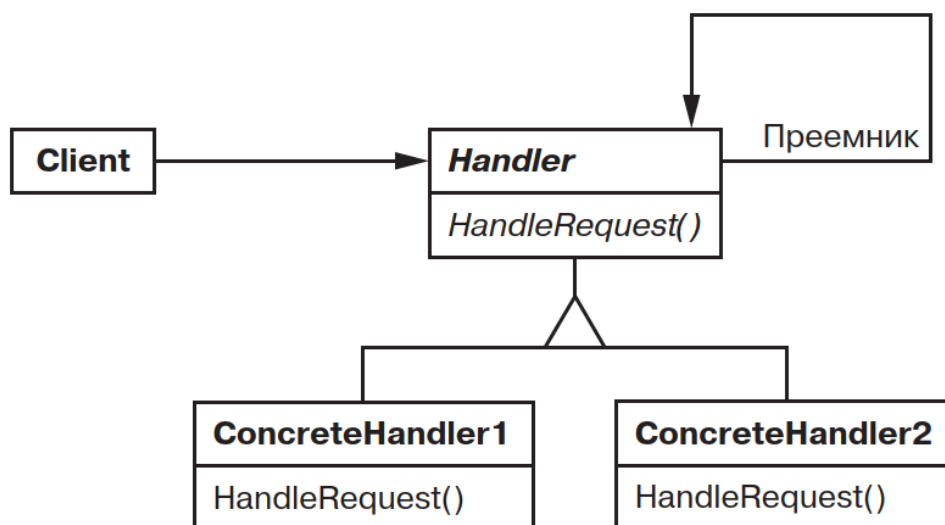 Client
Handler
Преемник
HandleRequest()
ConcreteHandler1
ConcreteHandler2
HandleRequest()
HandleRequest()